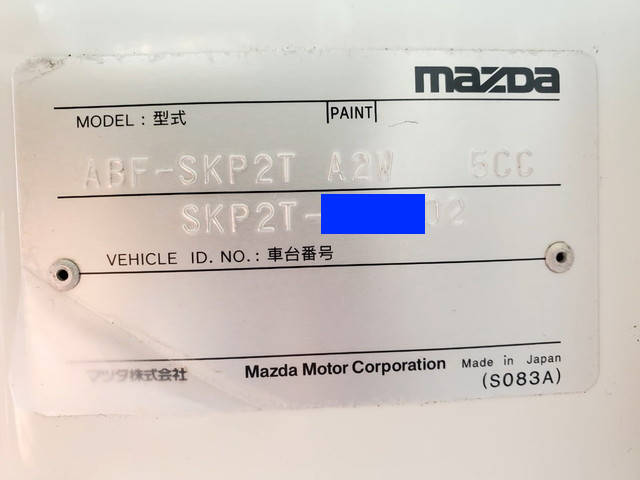 mazda
MODEL : 型式 PAINT
ABF-SKP2T A2W 5CC
SKP2T- 02
VEHICLE ID. NO. : 車台番号
マツダ株式会社 Mazda Motor Corporation Made in Japan
(S083A)